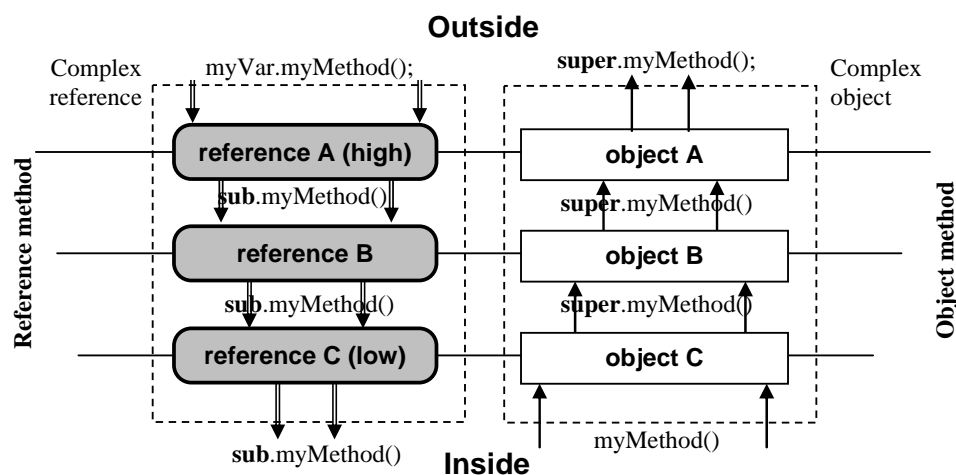 Outside
Complex
reference
myVar.myMethod();
super.myMethod();
Complex
object
reference A (high)
object A
sub.myMethod()
super.myMethod()
Reference method
reference B
object B
Object method
sub.myMethod()
super.myMethod()
reference C (low)
object C
sub.myMethod()
myMethod()
Inside